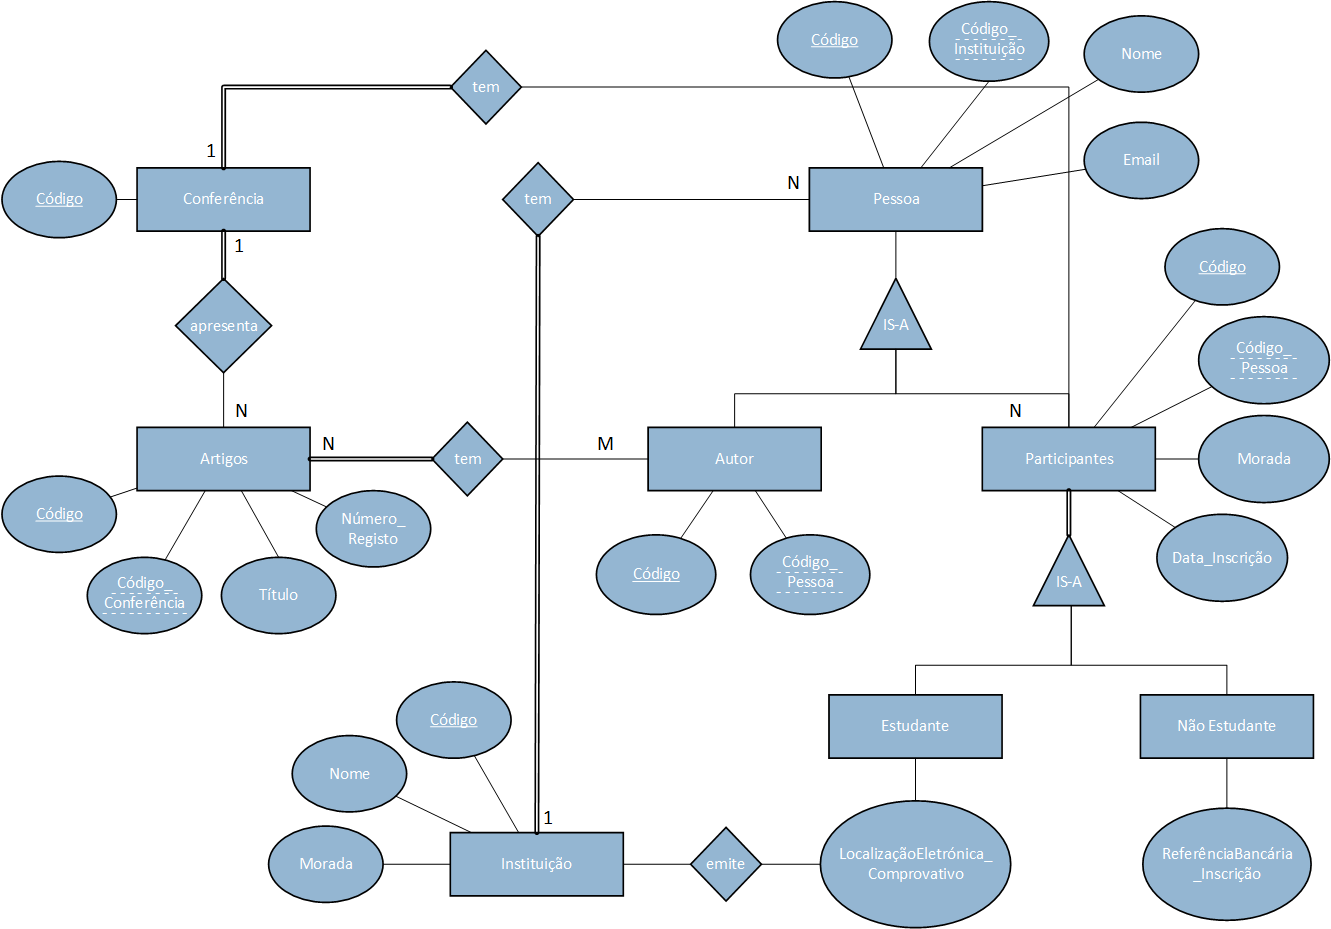 Código
Código_
Instituição
Nome
tem
1
Email
Código
Conferência
tem
N
Pessoa
1
Código
apresenta
IS-A
Código_
Pessoa
N
N
Artigos
N
tem
M
Autor
Participantes
Morada
Código
Número_
Registo
Código_
Conferência
Título
Código
Código_
Pessoa
Data_Inscrição
IS-A
Código
Estudante
Não Estudante
Nome
1
Morada
Instituição
emite
LocalizaçãoEletrónica_
Comprovativo
ReferênciaBancária
_Inscrição